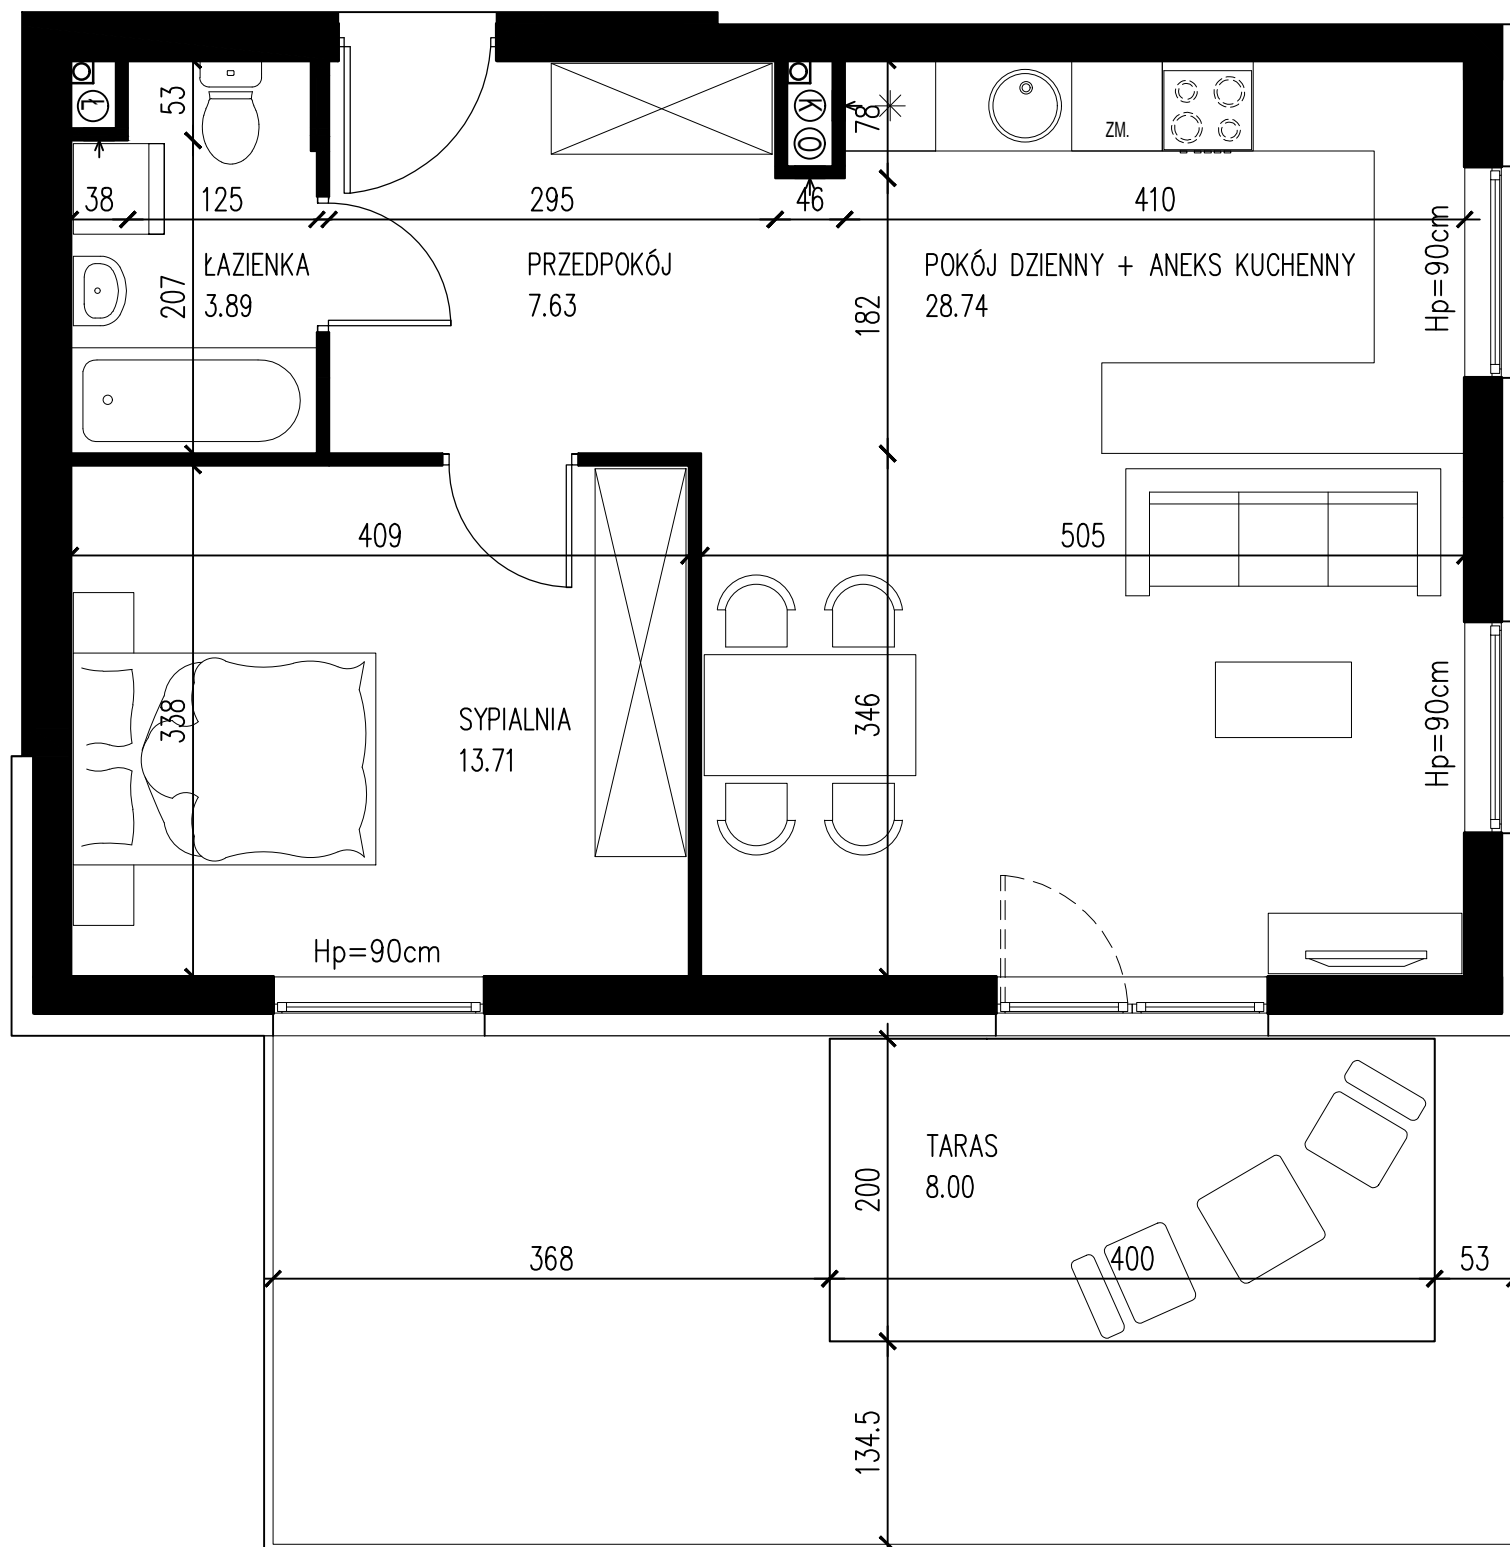 53
Ł
K
O
78
ZM.
38
125
295
46
410
ŁAZIENKA
3.89
207
PRZEDPOKÓJ
7.63
POKÓJ DZIENNY + ANEKS KUCHENNY
28.74
182
Hp=90cm
409
505
338
SYPIALNIA
13.71
346
Hp=90cm
Hp=90cm
TARAS
8.00
200
368
400
53
134.5